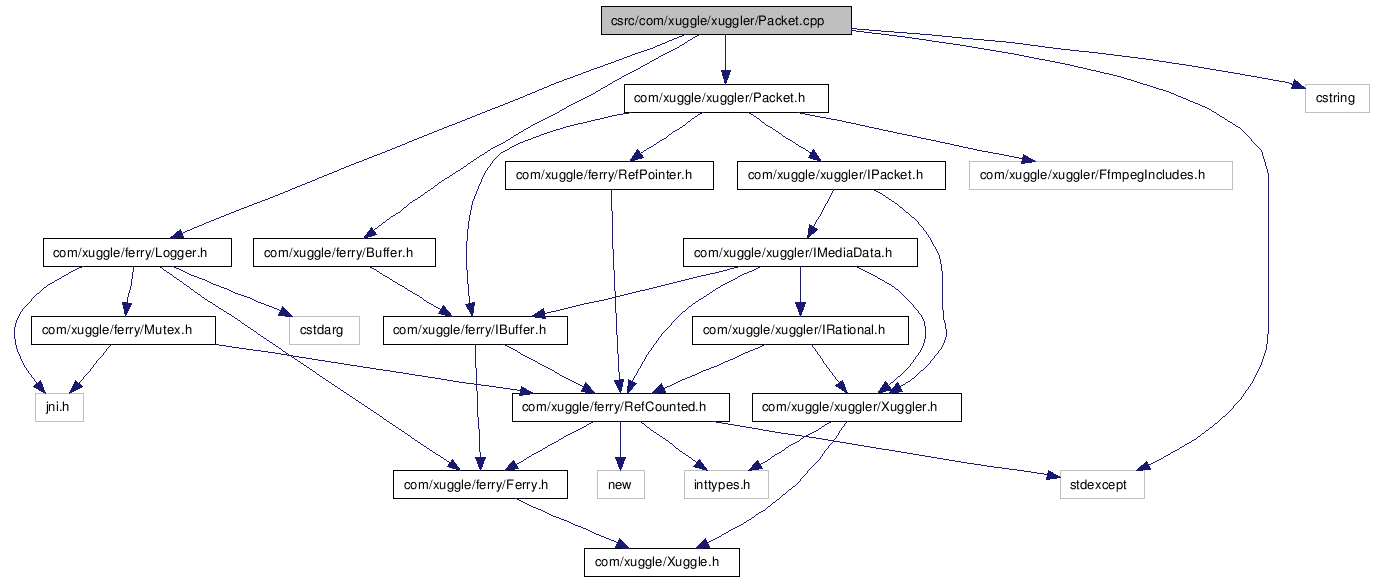 csrc/com/xuggle/xuggler/Packet.cpp
com/xuggle/xuggler/Packet.h
cstring
com/xuggle/ferry/RefPointer.h
com/xuggle/xuggler/IPacket.h
com/xuggle/xuggler/FfmpegIncludes.h
com/xuggle/ferry/Logger.h
com/xuggle/ferry/Buffer.h
com/xuggle/xuggler/IMediaData.h
com/xuggle/ferry/Mutex.h
cstdarg
com/xuggle/ferry/IBuffer.h
com/xuggle/xuggler/IRational.h
jni.h
com/xuggle/ferry/RefCounted.h
com/xuggle/xuggler/Xuggler.h
com/xuggle/ferry/Ferry.h
new
inttypes.h
stdexcept
com/xuggle/Xuggle.h